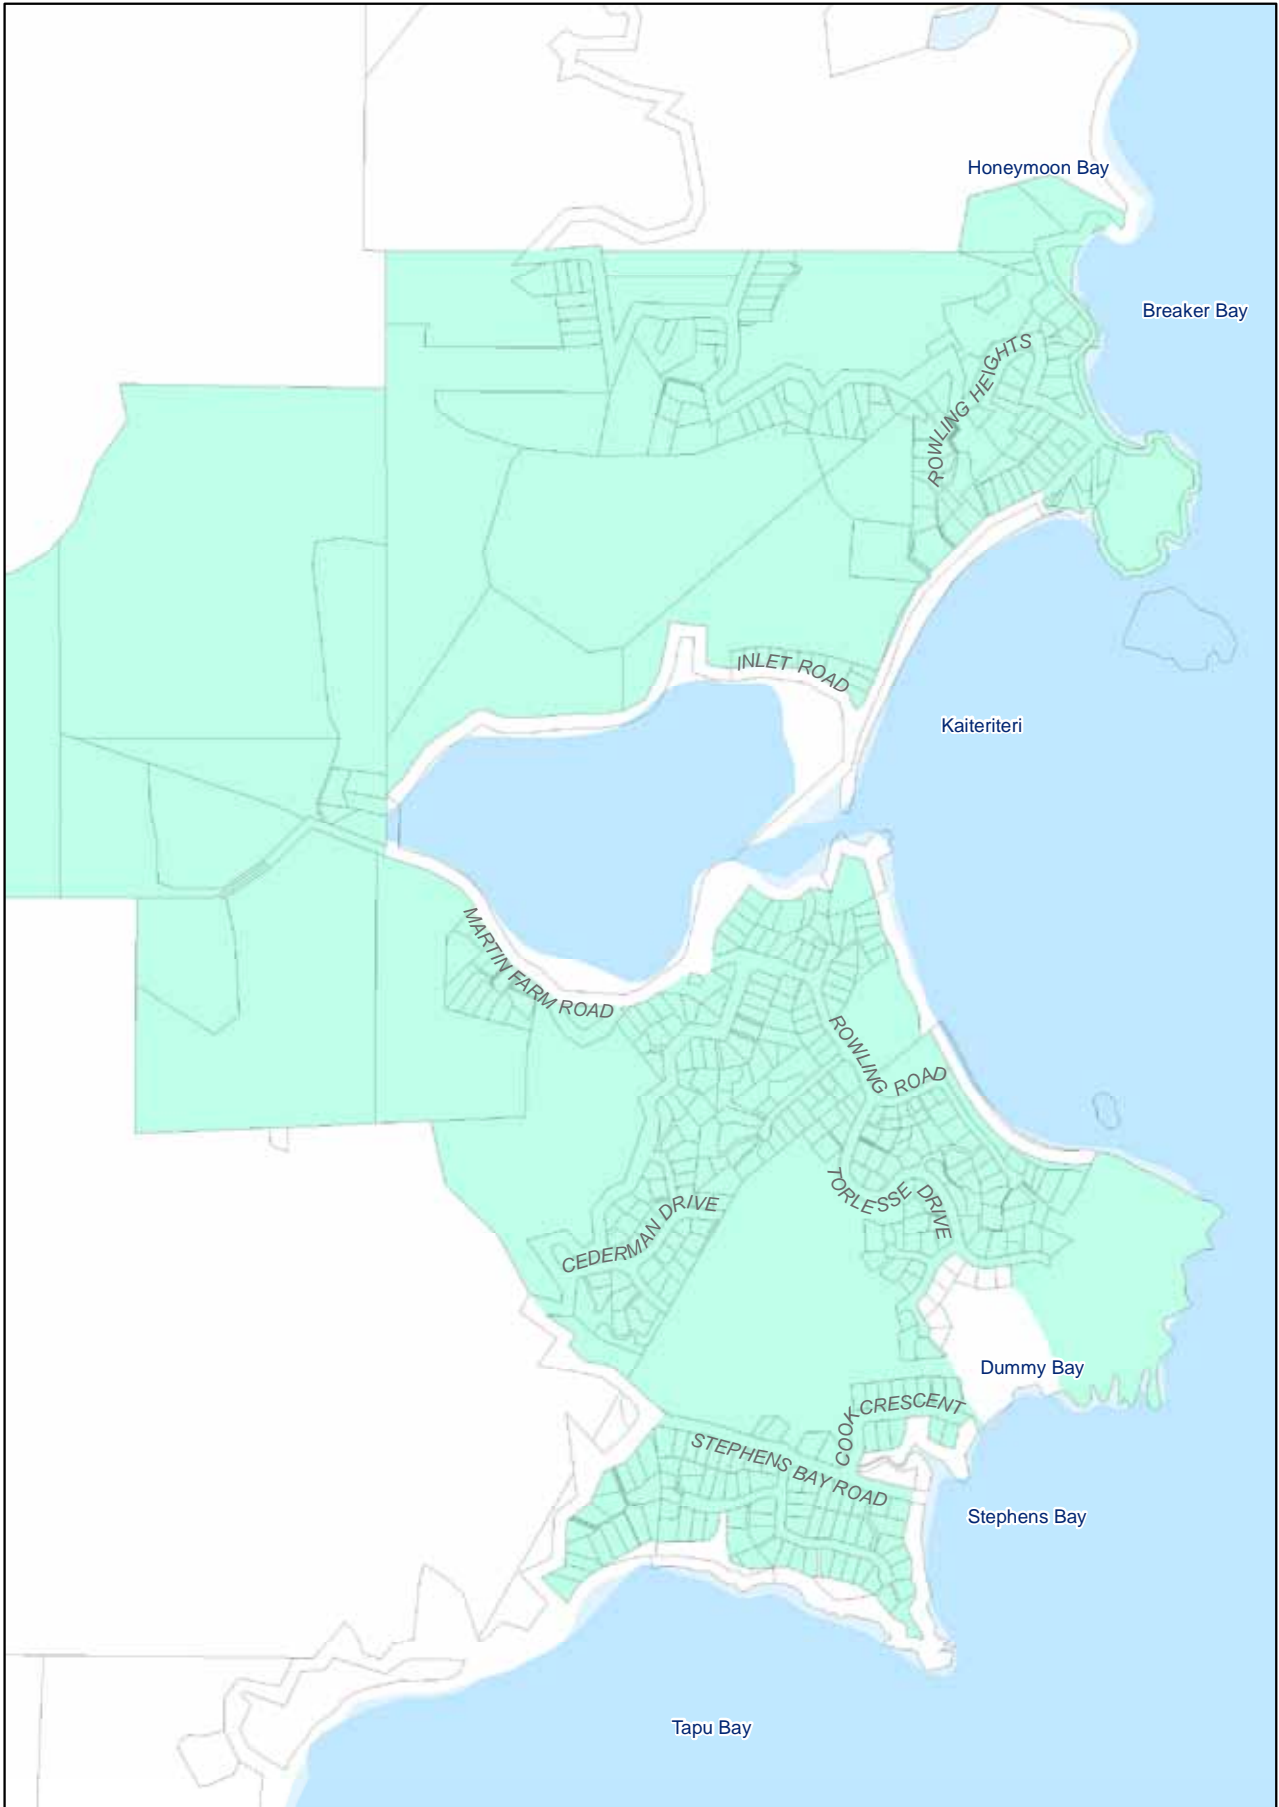 Honeymoon Bay
Breaker Bay
ROWLING HEIGHTS
INLET ROAD
Kaiteriteri
MARTIN FARM ROAD
ROWLING ROAD
TORLESSE DRIVE
CEDERMAN DRIVE
Dummy Bay
COOK CRESCENT
STEPHENS BAY ROAD
Stephens Bay
Tapu Bay